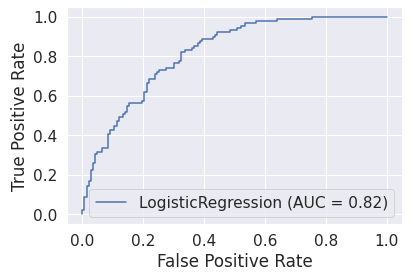 1.0
0.8
0.6
0.4
0.2
0.0
True Positive Rate
LogisticRegression (AUC = 0.82)
0.0 0.2 0.4 0.6 0.8 1.0
False Positive Rate